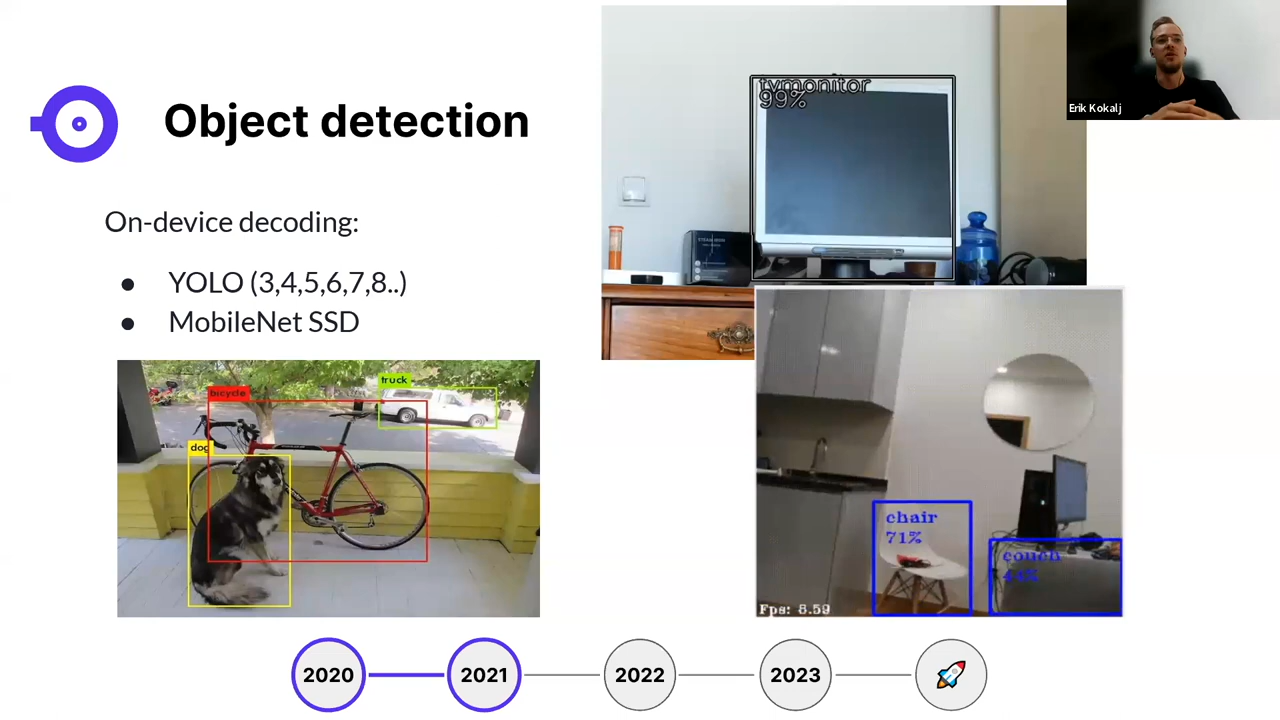 Object detection
Erik Kokalj
On-device decoding:
● YOLO (3,4,5,6,7,8..)
● MobileNet SSD
tvmonitor
99%
truck
bicycle
dog
chair
71%
couch
44%
Fps: 8.59
2020
2021
2022
2023